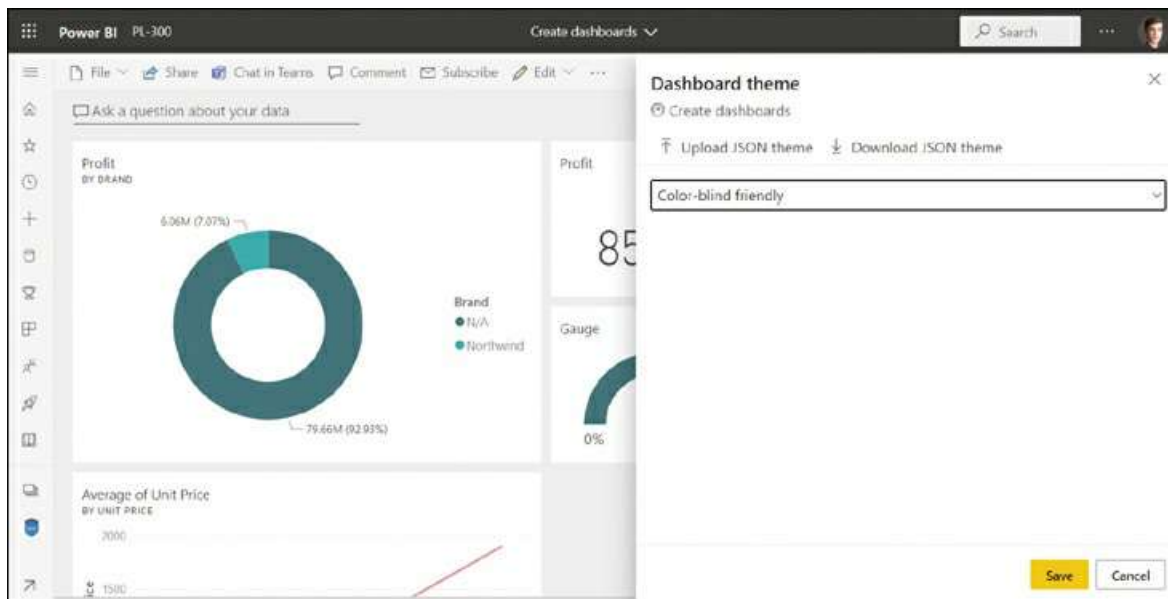 Power BI PL-300
Create dashboards
Search
File Share Chat in Teams Comment Subscribe Edit
Ask a question about your data
Profit
BY BRAND
6.06M (7.07%)
79.66M (92.93%)
Brand
N/A
Northwind
Profit
85
Gauge
0%
Average of Unit Price
BY UNIT PRICE
2000
1500
Dashboard theme
Create dashboards
Upload JSON theme Download JSON theme
Color-blind friendly
Save Cancel